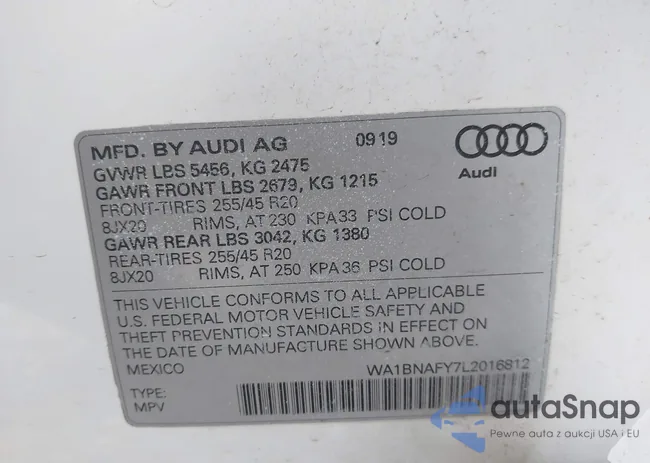 MFD. BY AUDI AG 0919
Audi
GVWR LBS 5456, KG 2475
GAWR FRONT LBS 2679, KG 1215
FRONT-TIRES 255/45 R20
8JX20 RIMS, AT 230 KPA33 PSI COLD
GAWR REAR LBS 3042, KG 1380
REAR-TIRES 255/45 R20
8JX20 RIMS, AT 250 KPA36 PSI COLD
THIS VEHICLE CONFORMS TO ALL APPLICABLE
U.S. FEDERAL MOTOR VEHICLE SAFETY AND
THEFT PREVENTION STANDARDS IN EFFECT ON
THE DATE OF MANUFACTURE SHOWN ABOVE.
MEXICO WA1BNAFY7L2016812
TYPE:
MPV
autaSnap
Pewne auta z aukcji USA i EU